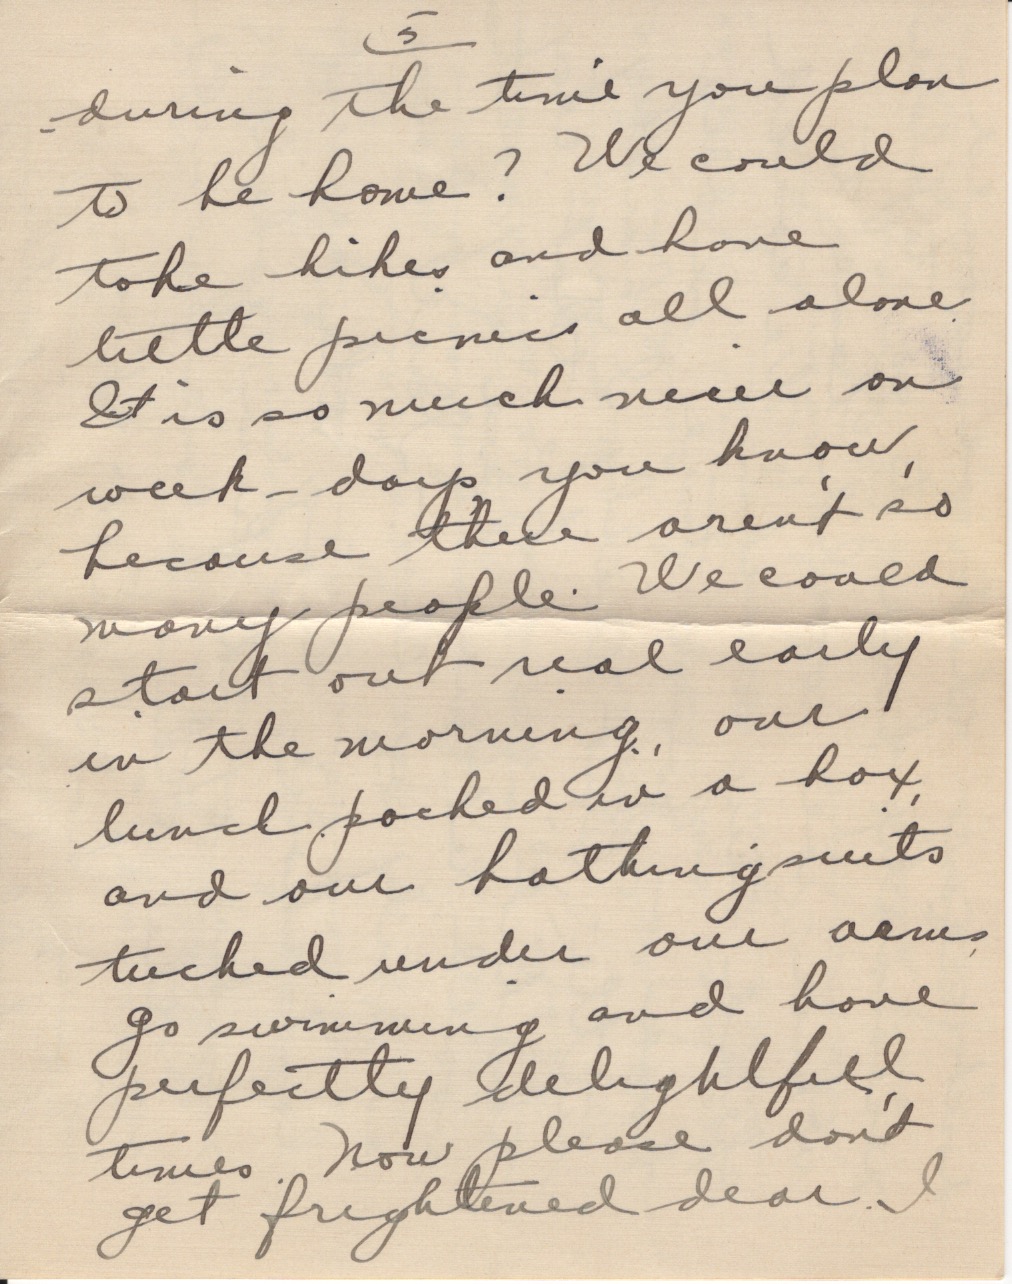 5
during the time you plan
to be home? We could
take hikes and have
little picnics all alone.
It is so much nicer on
week-days, you know,
because there aren't so
many people. We could
start out real early
in the morning, our
lunch packed in a box,
and our bathingsuits
tucked under our arms,
go swimming and have
perfectly delightful
times. Now please don't
get frightened dear. I